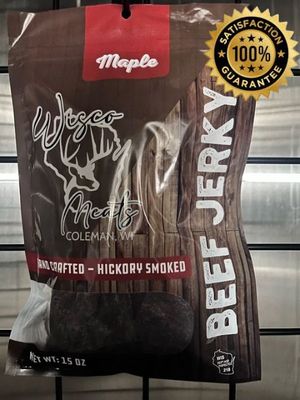 Maple
SATISFACTION
100%
GUARANTEE
Wisco
Meats
COLEMAN, WI
HAND CRAFTED – HICKORY SMOKED
BEEF JERKY
NET WT: 15 OZ